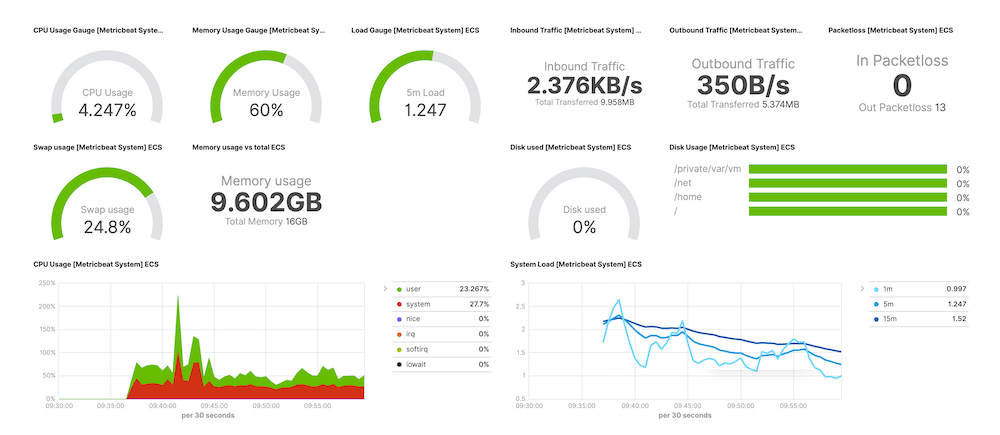 CPU Usage Gauge [Metricbeat Syste...
Memory Usage Gauge [Metricbeat Sy...
Load Gauge [Metricbeat System] ECS
Inbound Traffic [Metricbeat System] ...
Outbound Traffic [Metricbeat System...
Packetloss [Metricbeat System] ECS
CPU Usage
4.247%
Memory Usage
60%
5m Load
1.247
Inbound Traffic
2.376KB/s
Total Transferred 9.958MB
Outbound Traffic
350B/s
Total Transferred 5.374MB
In Packetloss
0
Out Packetloss 13
Swap usage [Metricbeat System] ECS
Memory usage vs total ECS
Disk used [Metricbeat System] ECS
Disk Usage [Metricbeat System] ECS
Swap usage
24.8%
Memory usage
9.602GB
Total Memory 16GB
Disk used
0%
/private/var/vm 0%
/net 0%
/home 0%
/ 0%
CPU Usage [Metricbeat System] ECS
250%
200%
150%
100%
50%
0%
09:30:00 09:35:00 09:40:00 09:45:00 09:50:00 09:55:00
per 30 seconds
user 23.267%
system 27.7%
nice 0%
irq 0%
softirq 0%
iowait 0%
System Load [Metricbeat System] ECS
3
2.5
2
1.5
1
0.5
09:30:00 09:35:00 09:40:00 09:45:00 09:50:00 09:55:00
per 30 seconds
1m 0.997
5m 1.247
15m 1.52